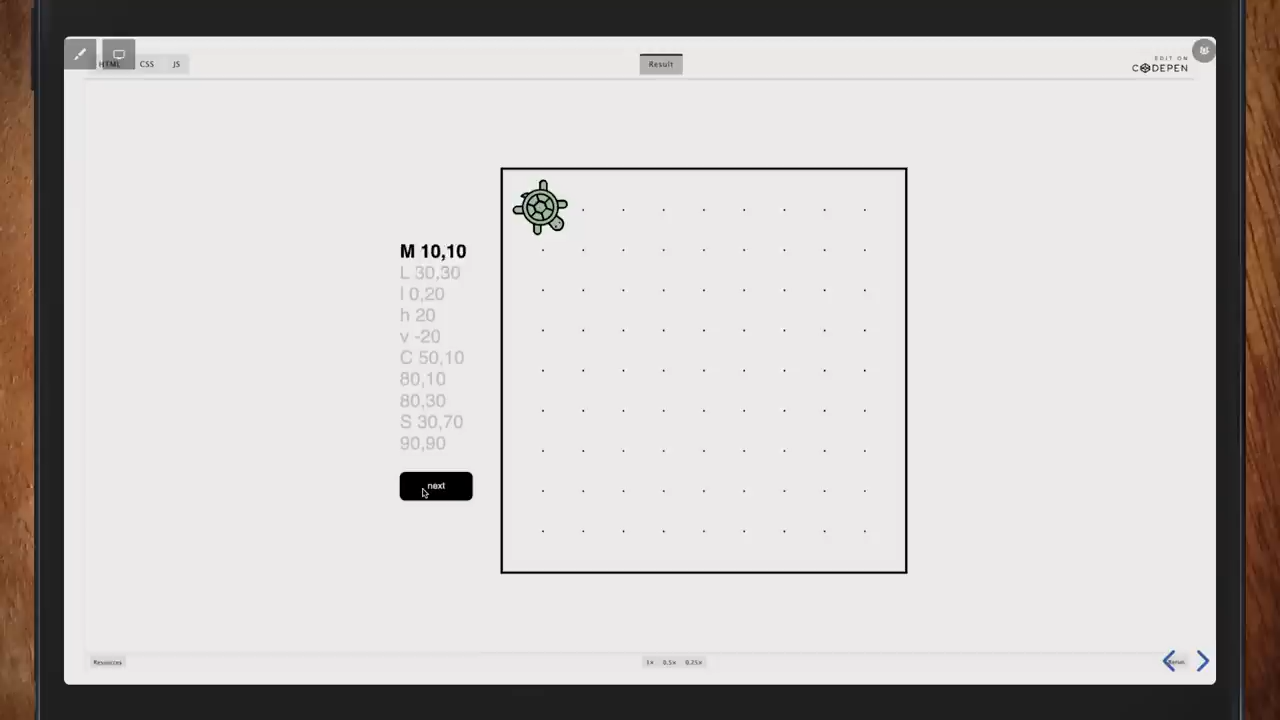 HTML CSS JS
Result
EDIT ON
CODEPEN
M 10,10
L 30,30
l 0,20
h 20
v -20
C 50,10
80,10
80,30
S 30,70
90,90
next
Resources
1× 0.5× 0.25×
Rerun